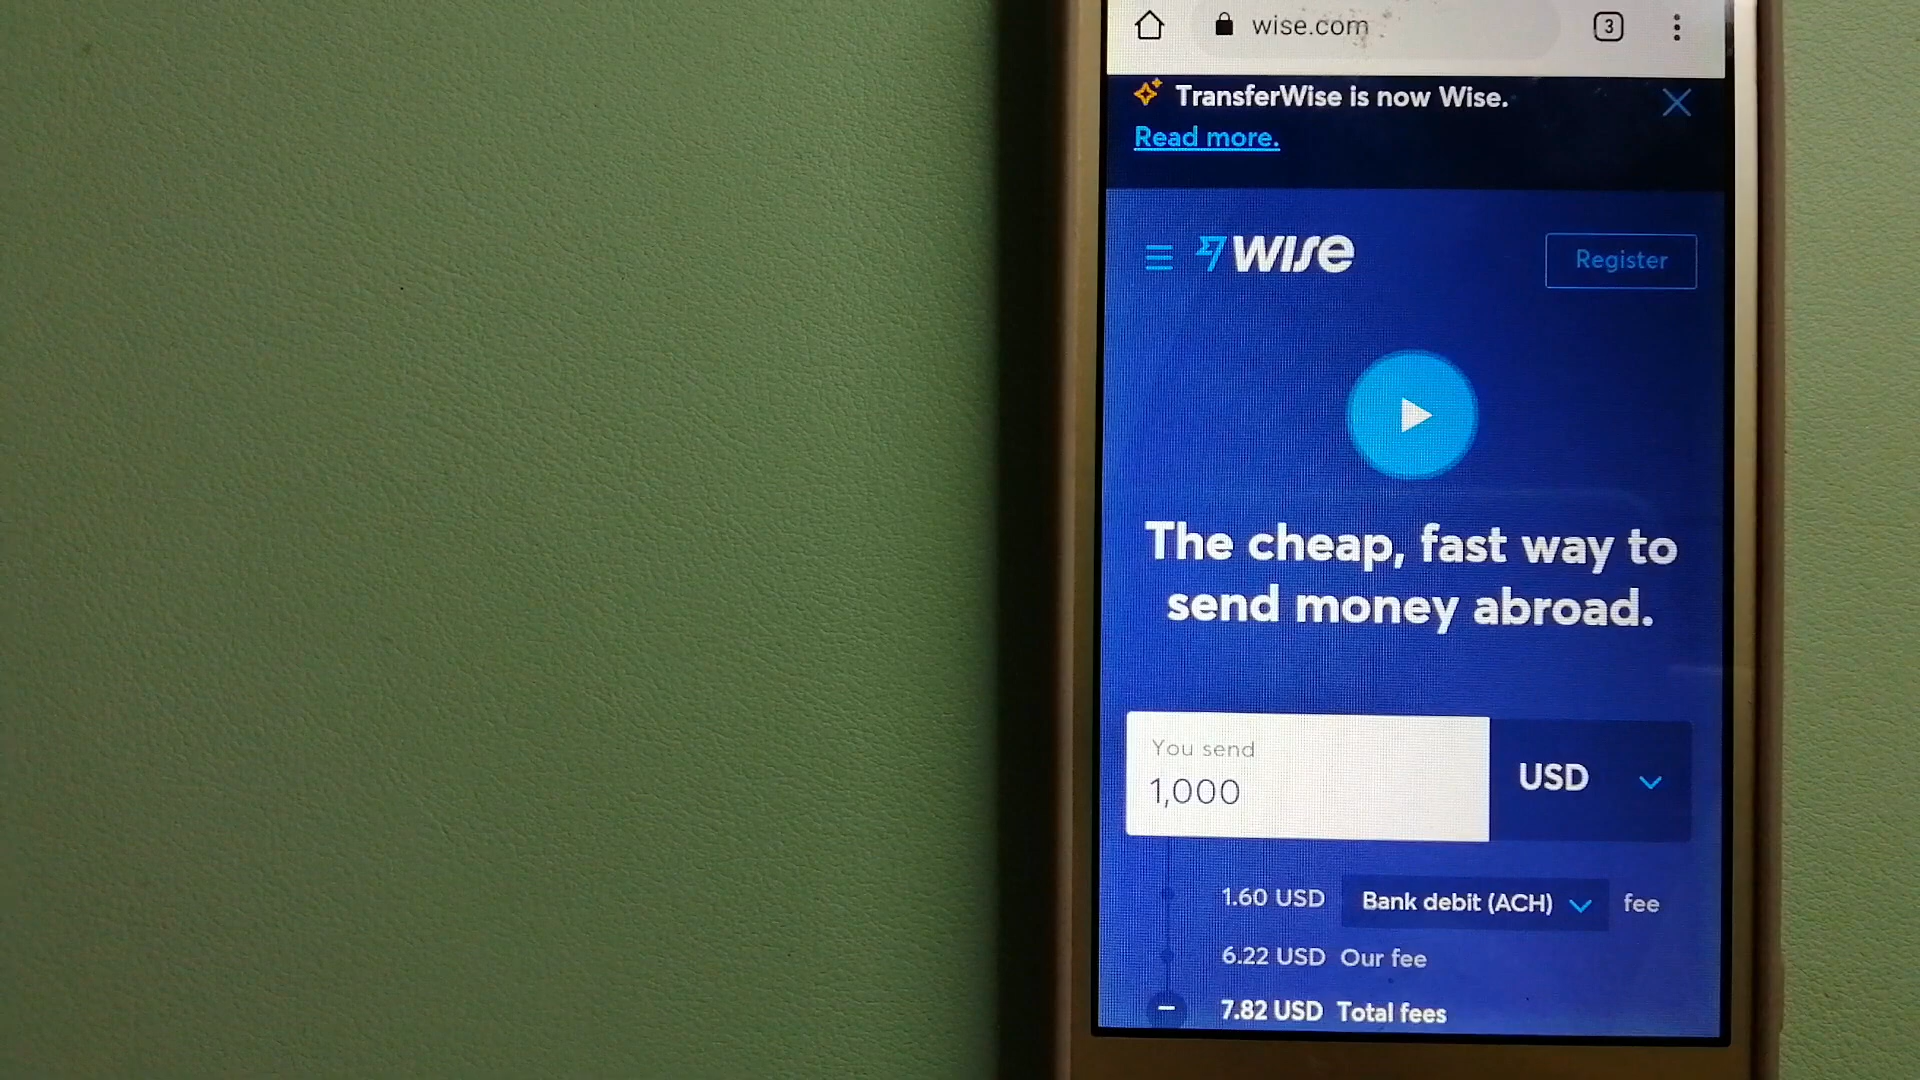 wise.com
3
TransferWise is now Wise.
Read more.
wise
Register
The cheap, fast way to
send money abroad.
You send
1,000
USD
1.60 USD Bank debit (ACH) fee
6.22 USD Our fee
7.82 USD Total fees